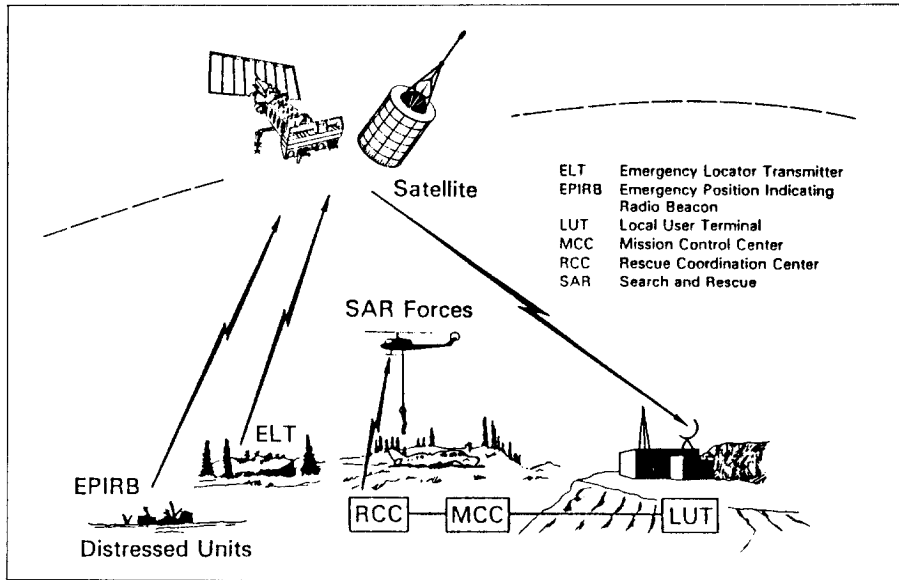 Satellite
ELT Emergency Locator Transmitter
EPIRB Emergency Position Indicating
Radio Beacon
LUT Local User Terminal
MCC Mission Control Center
RCC Rescue Coordination Center
SAR Search and Rescue
SAR Forces
ELT
EPIRB
RCC MCC LUT
Distressed Units